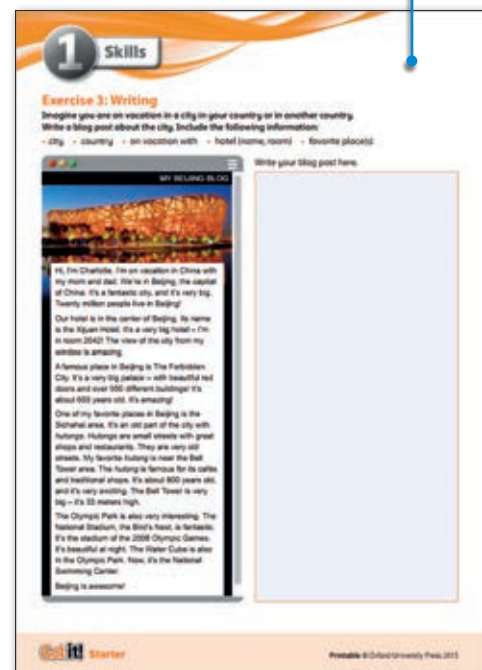 1
Skills
Exercise 3: Writing
Imagine you are on vacation in a city in your country or in another country.
Write a blog post about the city. Include the following information:
• city • country • on vacation with • hotel (name, room) • favorite place(s)
Write your blog post here.
MY BEIJING BLOG
Hi, I'm Charlotte. I'm on vacation in China with
my mom and dad. We're in Beijing, the capital
of China. It's a fantastic city, and it's very big.
Twenty million people live in Beijing!
Our hotel is in the center of Beijing. Its name
is the Xijuan Hotel. It's a very big hotel – I'm
in room 2042! The view of the city from my
window is amazing.
A famous place in Beijing is The Forbidden
City. It's a very big palace – with beautiful red
doors and over 980 different buildings! It's
about 600 years old. It's amazing!
One of my favorite places in Beijing is the
Sichahai area. It's an old part of the city with
hutongs. Hutongs are small streets with great
shops and restaurants. They are very old
streets. My favorite hutong is near the Bell
Tower area. The hutong is famous for its cafés
and traditional shops. It's about 800 years old,
and it's very exciting. The Bell Tower is very
big – it's 33 meters high.
The Olympic Park is also very interesting. The
National Stadium, the Bird's Nest, is fantastic.
It's the stadium of the 2008 Olympic Games.
It's beautiful at night. The Water Cube is also
in the Olympic Park. Now, it's the National
Swimming Center.
Beijing is awesome!
Got it! Starter
Printable © Oxford University Press 2015